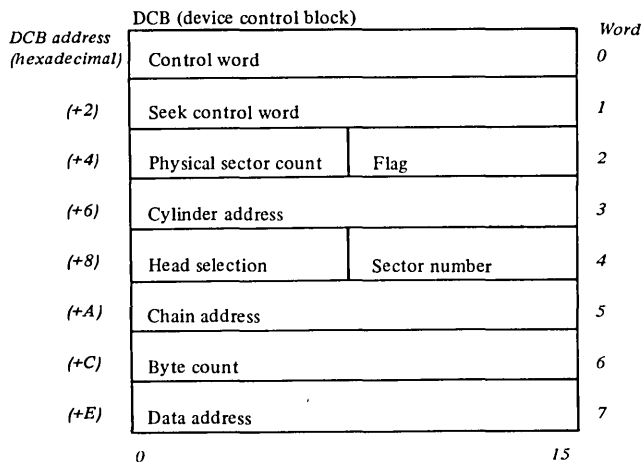 DCB (device control block)
DCB address
(hexadecimal)
Word
Control word
0
(+2)
Seek control word
1
(+4)
Physical sector count
Flag
2
(+6)
Cylinder address
3
(+8)
Head selection
Sector number
4
(+A)
Chain address
5
(+C)
Byte count
6
(+E)
Data address
7
0
15